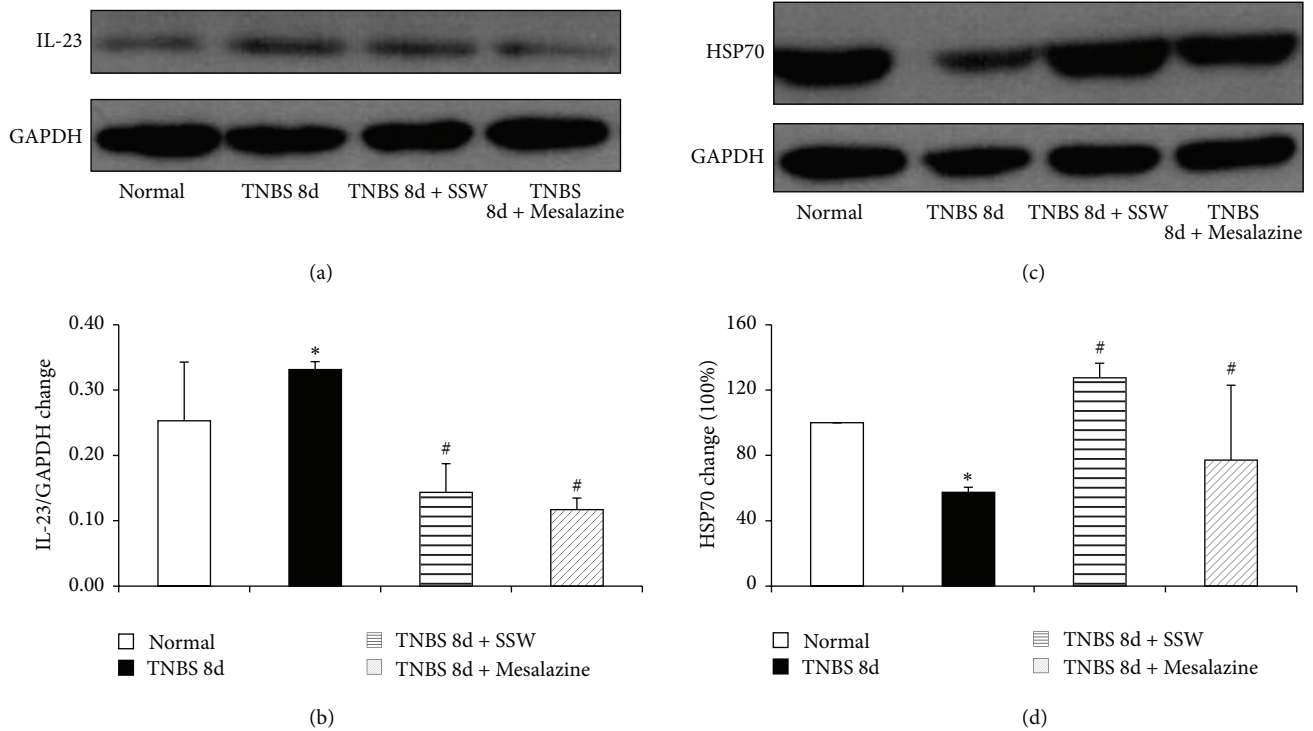 IL-23
GAPDH
Normal
TNBS 8d
TNBS 8d + SSW
TNBS
8d + Mesalazine
(a)
HSP70
GAPDH
Normal
TNBS 8d
TNBS 8d + SSW
TNBS
8d + Mesalazine
(c)
IL-23/GAPDH change
0.40
0.30
0.20
0.10
0.00
*
#
#
Normal
TNBS 8d
TNBS 8d + SSW
TNBS 8d + Mesalazine
(b)
HSP70 change (100%)
160
120
80
40
0
*
#
#
Normal
TNBS 8d
TNBS 8d + SSW
TNBS 8d + Mesalazine
(d)